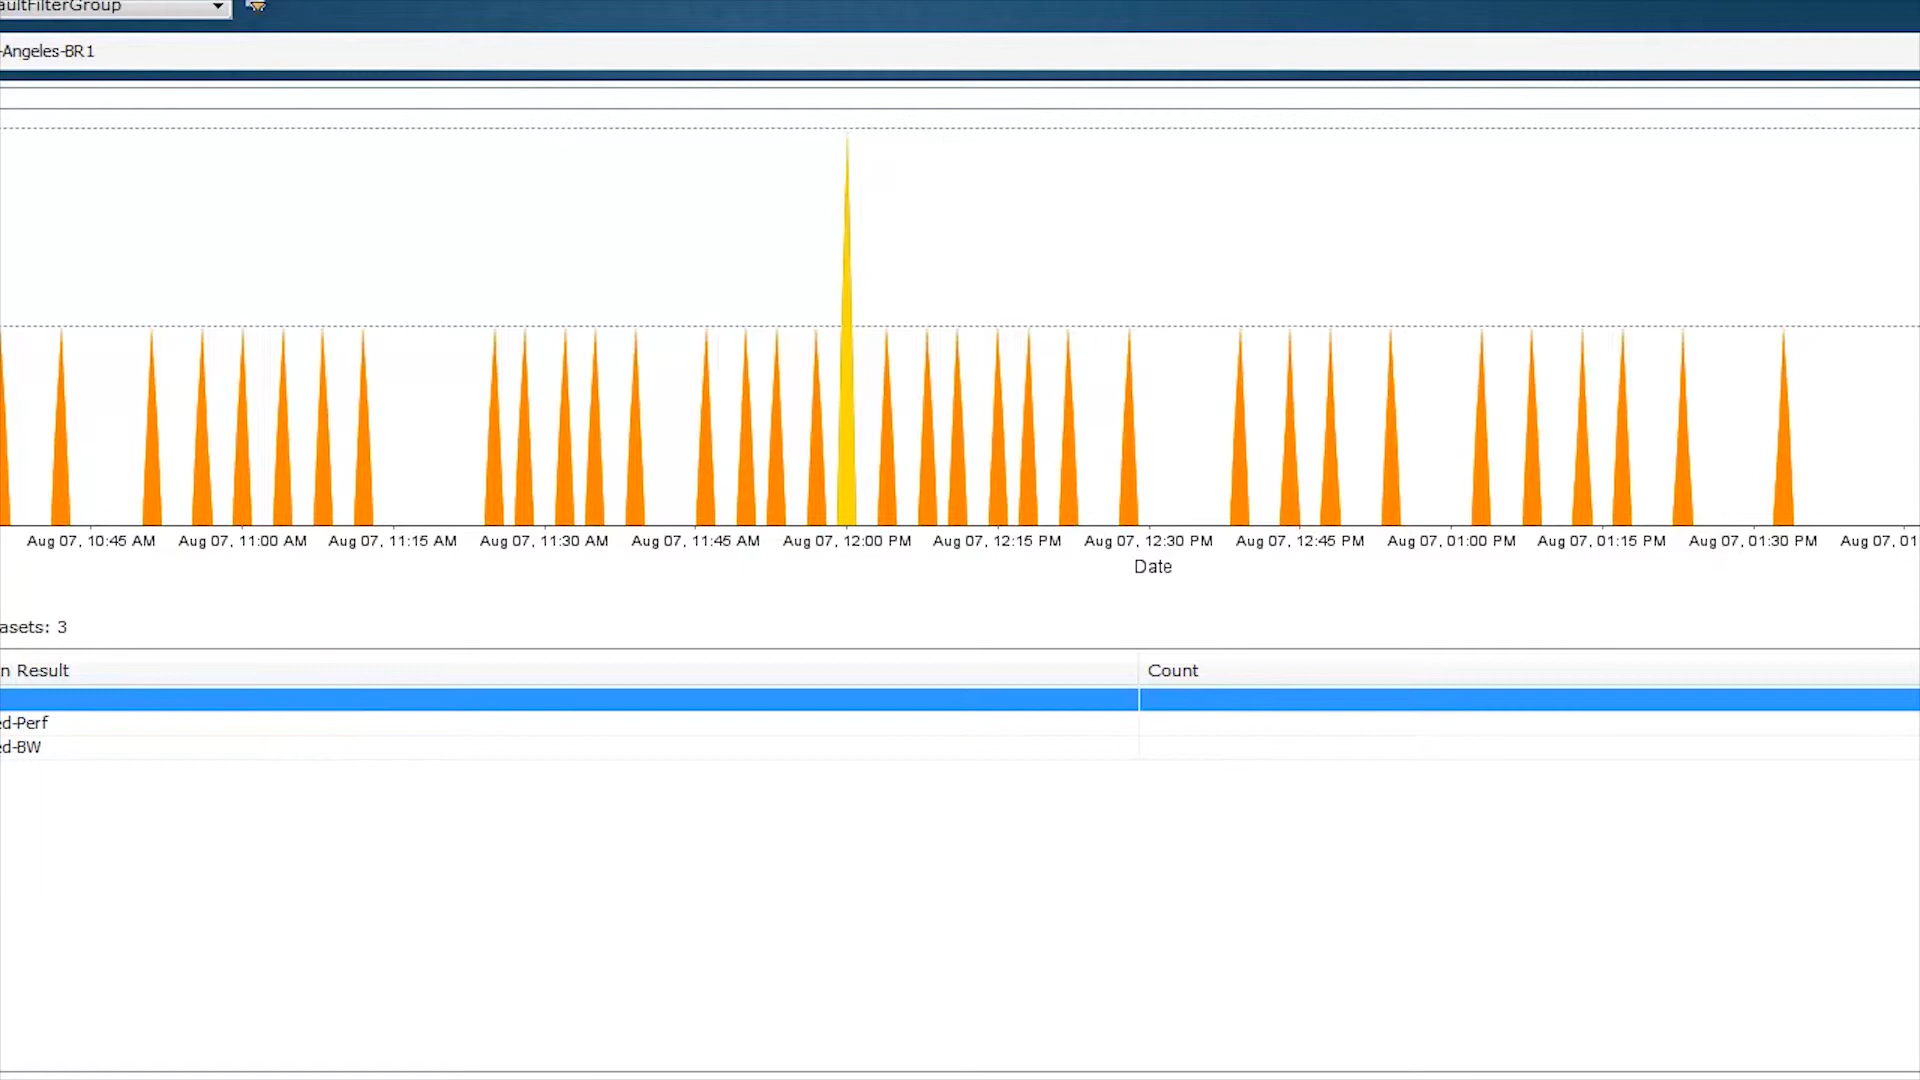 aultFilterGroup
-Angeles-BR1
Aug 07, 10:45 AM Aug 07, 11:00 AM Aug 07, 11:15 AM Aug 07, 11:30 AM Aug 07, 11:45 AM Aug 07, 12:00 PM Aug 07, 12:15 PM Aug 07, 12:30 PM Aug 07, 12:45 PM Aug 07, 01:00 PM Aug 07, 01:15 PM Aug 07, 01:30 PM Aug 07, 01
Date
asets: 3
n Result Count
ed-Perf
ed-BW